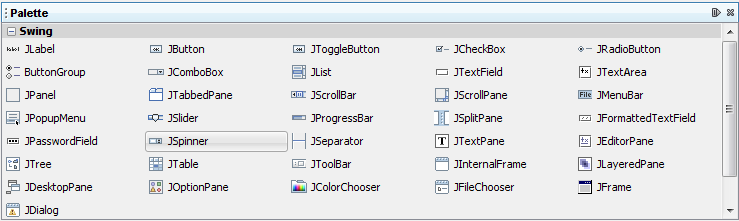 Palette
Swing
JLabel JButton JToggleButton JCheckBox JRadioButton
ButtonGroup JComboBox JList JTextField JTextArea
JPanel JTabbedPane JScrollBar JScrollPane JMenuBar
JPopupMenu JSlider JProgressBar JSplitPane JFormattedTextField
JPasswordField JSpinner JSeparator JTextPane JEditorPane
JTree JTable JToolBar JInternalFrame JLayeredPane
JDesktopPane JOptionPane JColorChooser JFileChooser JFrame
JDialog